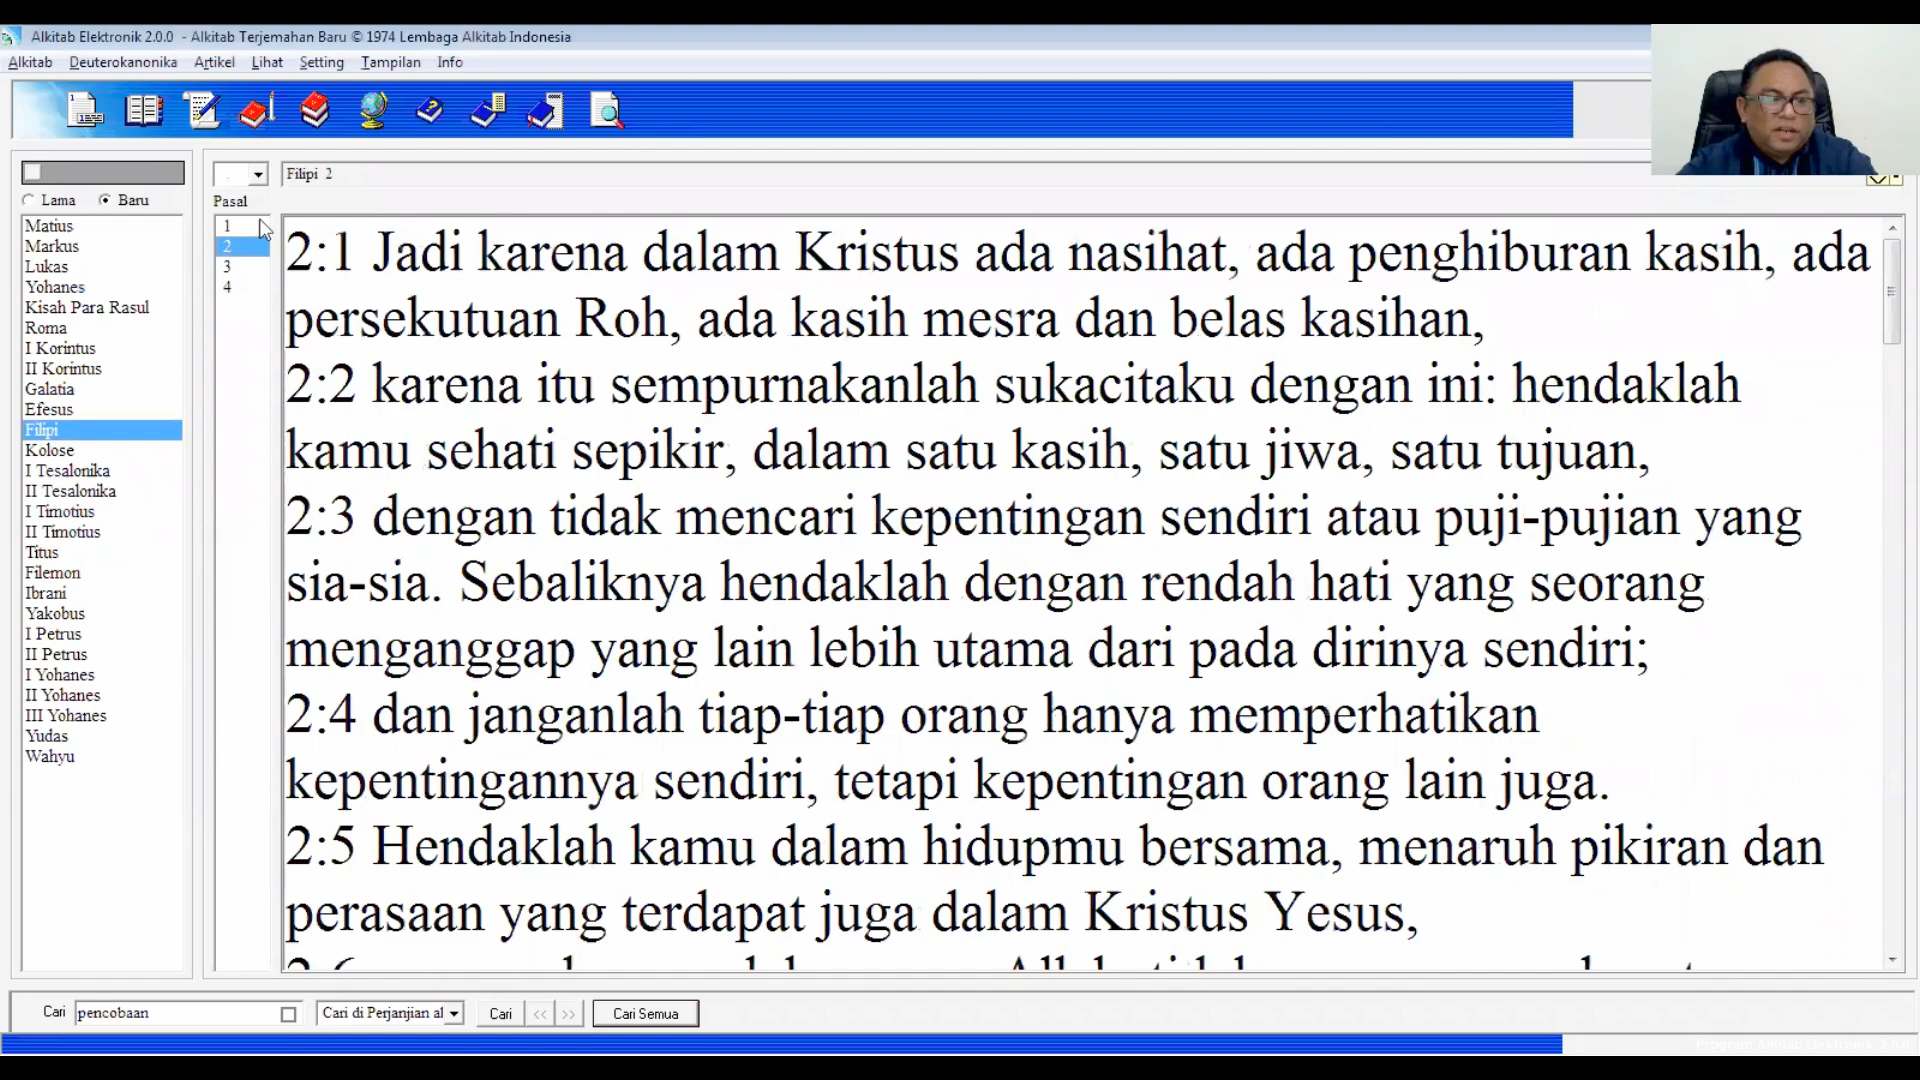 Alkitab Elektronik 2.0.0 - Alkitab Terjemahan Baru © 1974 Lembaga Alkitab Indonesia
Alkitab Deuterokanonika Artikel Lihat Setting Tampilan Info
Filipi 2
Lama Baru
Pasal
Matius
Markus
Lukas
Yohanes
Kisah Para Rasul
Roma
I Korintus
II Korintus
Galatia
Efesus
Filipi
Kolose
I Tesalonika
II Tesalonika
I Timotius
II Timotius
Titus
Filemon
Ibrani
Yakobus
I Petrus
II Petrus
I Yohanes
II Yohanes
III Yohanes
Yudas
Wahyu
1
2
3
4
2:1 Jadi karena dalam Kristus ada nasihat, ada penghiburan kasih, ada
persekutuan Roh, ada kasih mesra dan belas kasihan,
2:2 karena itu sempurnakanlah sukacitaku dengan ini: hendaklah
kamu sehati sepikir, dalam satu kasih, satu jiwa, satu tujuan,
2:3 dengan tidak mencari kepentingan sendiri atau puji-pujian yang
sia-sia. Sebaliknya hendaklah dengan rendah hati yang seorang
menganggap yang lain lebih utama dari pada dirinya sendiri;
2:4 dan janganlah tiap-tiap orang hanya memperhatikan
kepentingannya sendiri, tetapi kepentingan orang lain juga.
2:5 Hendaklah kamu dalam hidupmu bersama, menaruh pikiran dan
perasaan yang terdapat juga dalam Kristus Yesus,
Cari pencobaan Cari di Perjanjian al Cari << >> Cari Semua